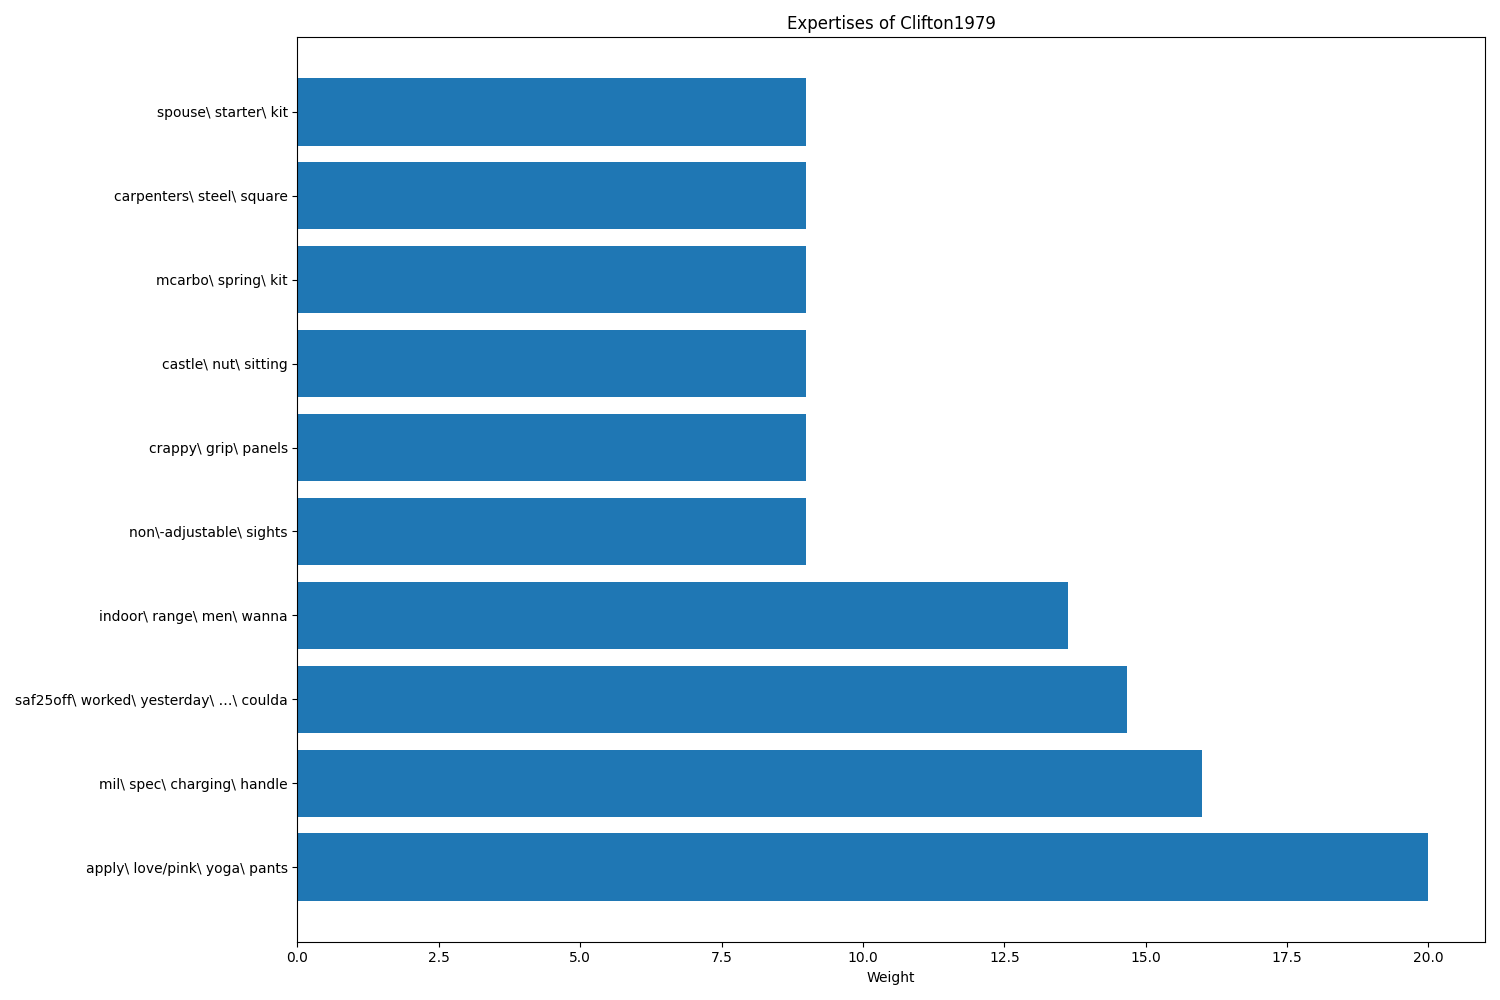 Expertises of Clifton1979
spouse\ starter\ kit
carpenters\ steel\ square
mcarbo\ spring\ kit
castle\ nut\ sitting
crappy\ grip\ panels
non\-adjustable\ sights
indoor\ range\ men\ wanna
saf25off\ worked\ yesterday\ ...\ coulda
mil\ spec\ charging\ handle
apply\ love/pink\ yoga\ pants
0.0 2.5 5.0 7.5 10.0 12.5 15.0 17.5 20.0
Weight